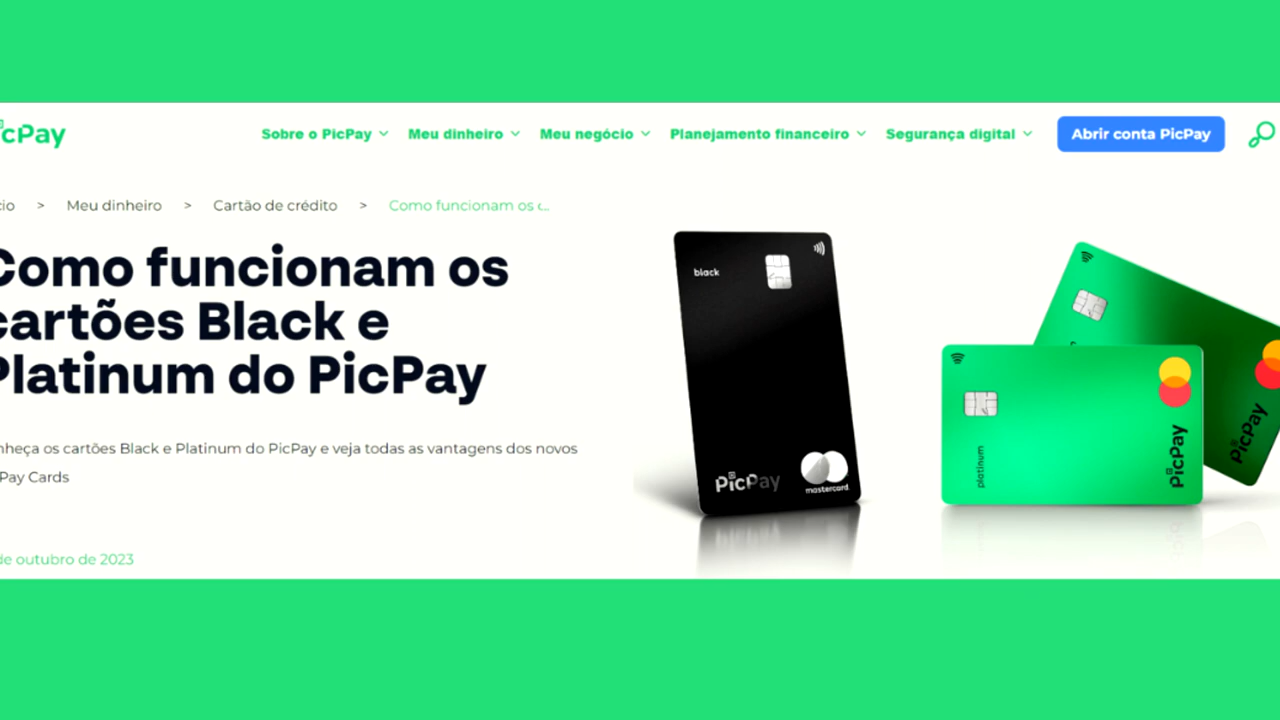 cPay
Sobre o PicPay Meu dinheiro Meu negócio Planejamento financeiro Segurança digital Abrir conta PicPay
cio > Meu dinheiro > Cartão de crédito > Como funcionam os c...
Como funcionam os
cartões Black e
Platinum do PicPay
nheça os cartões Black e Platinum do PicPay e veja todas as vantagens dos novos
Pay Cards
de outubro de 2023
black
PicPay
mastercard.
platinum
PicPay
PicPay